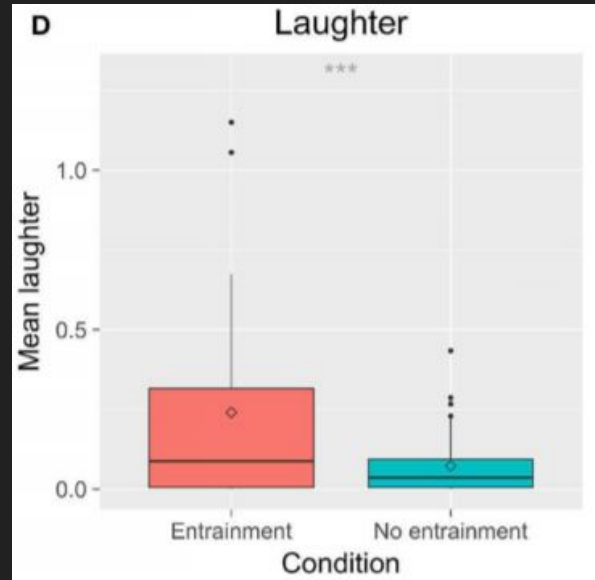 D
Laughter
***
1.0
0.5
0.0
Mean laughter
Entrainment
No entrainment
Condition